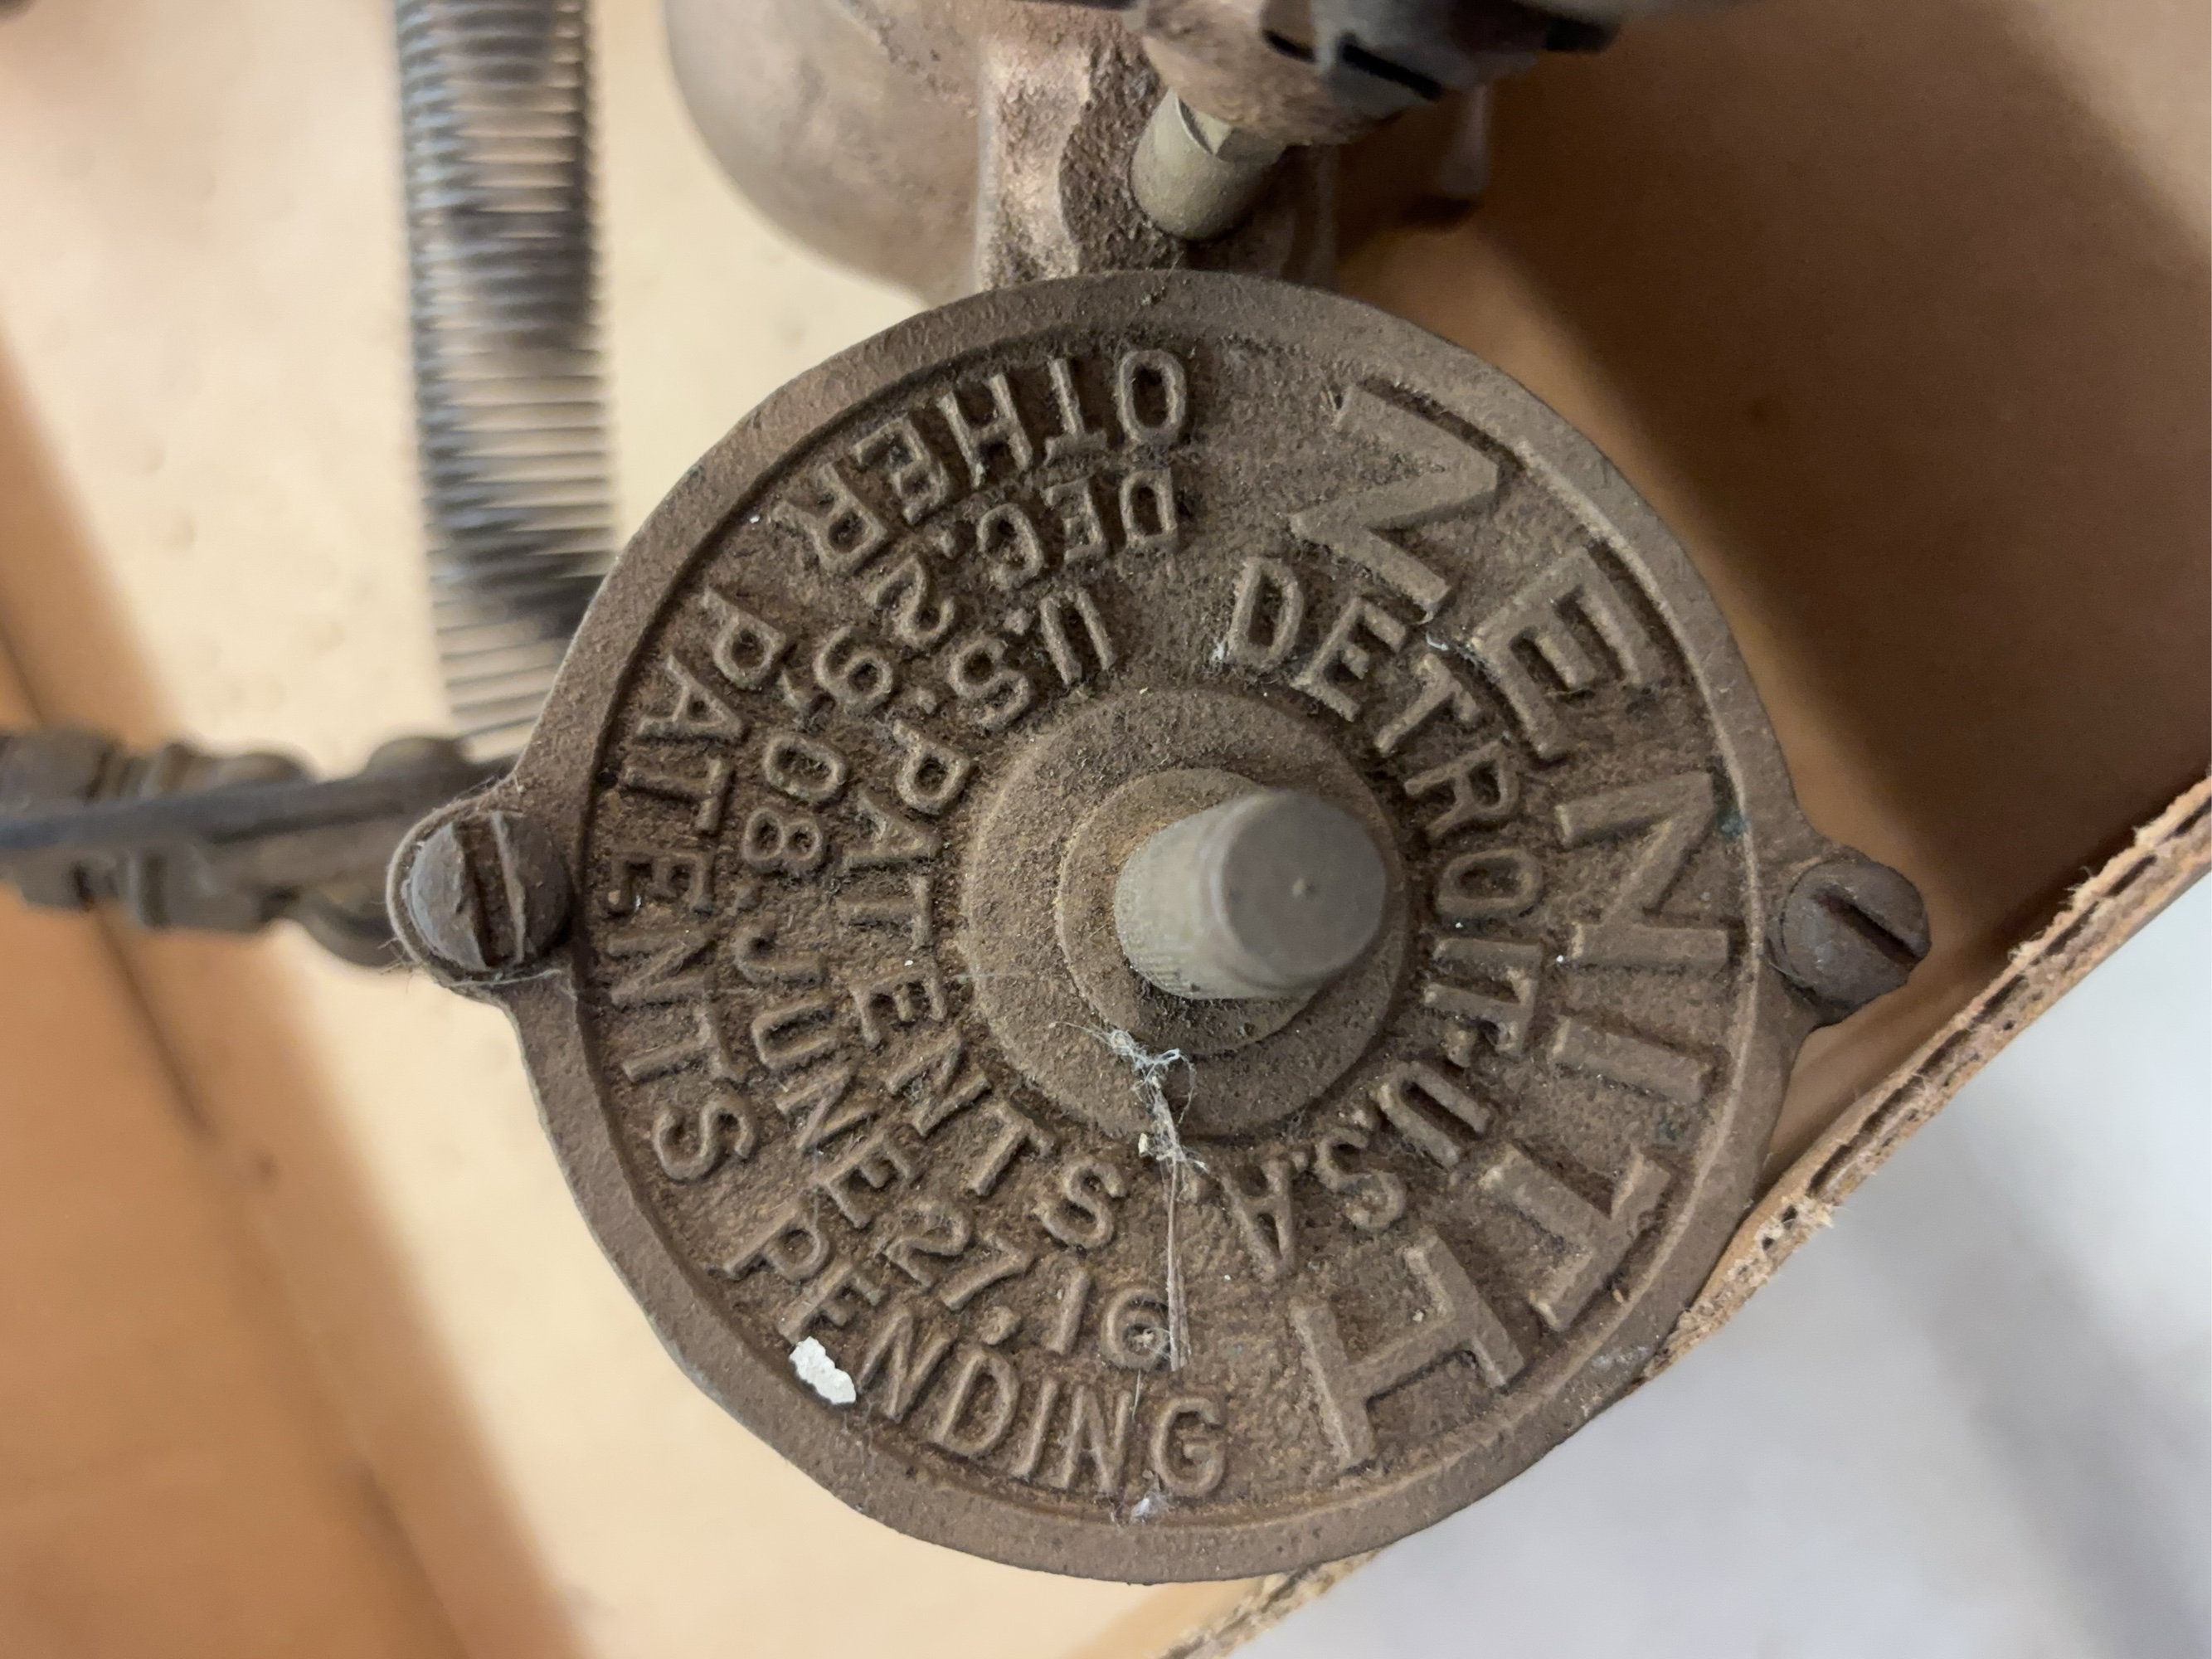 ZENITH
DETROIT-U.S.A.
U.S. PATENTS
DEC. 29, 08. JUNE 27, 16
OTHER PATENTS PENDING